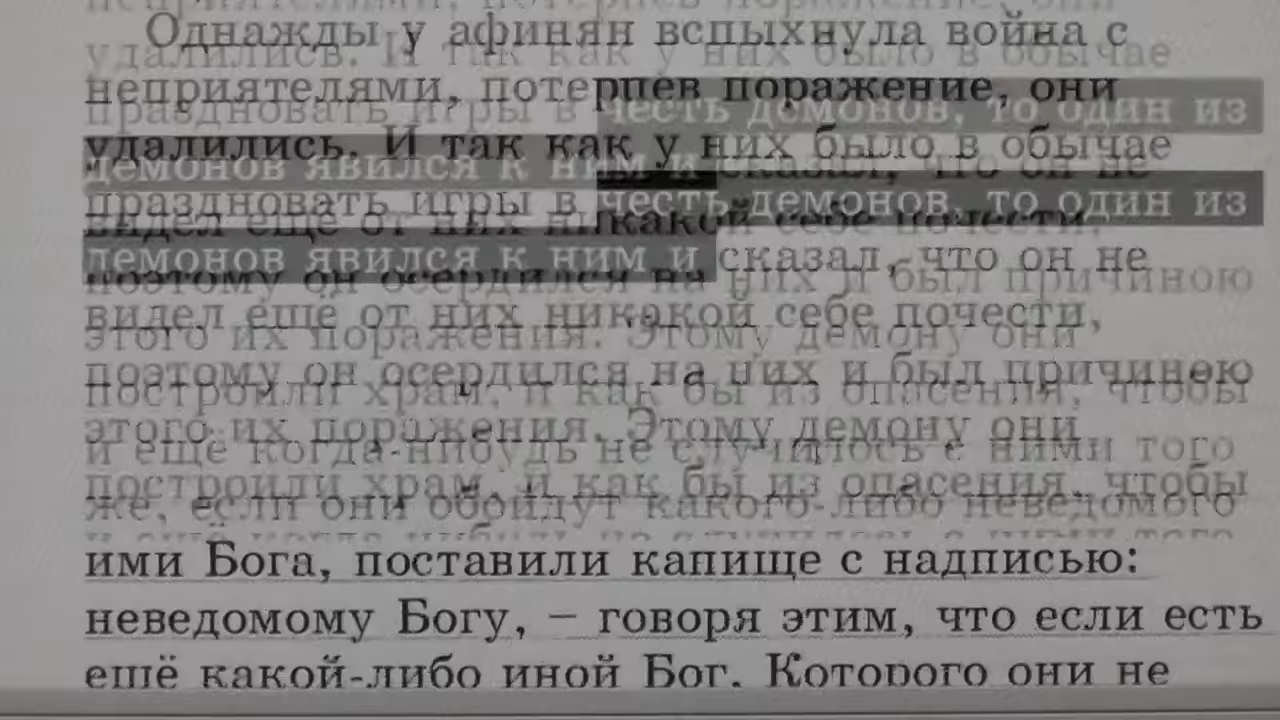 Однажды у афинян вспыхнула война с
неприятелями, потерпев поражение, они
удалились. И так как у них было в обычае
праздновать игры в честь демонов, то один из
демонов явился к ним и сказал, что он не
видел ещё от них никакой себе почести,
поэтому он осердился на них и был причиною
этого их поражения. Этому демону они
построили храм, и как бы из опасения, чтобы
и ещё когда-нибудь не случилось с ними того
же, если они обойдут какого-либо неведомого
ими Бога, поставили капище с надписью:
неведомому Богу, – говоря этим, что если есть
ещё какой-либо иной Бог, Которого они не